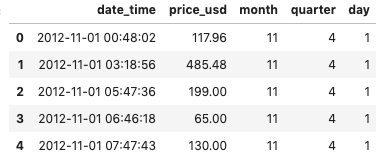 date_time price_usd month quarter day
0 2012-11-01 00:48:02 117.96 11 4 1
1 2012-11-01 03:18:56 485.48 11 4 1
2 2012-11-01 05:47:36 199.00 11 4 1
3 2012-11-01 06:46:18 65.00 11 4 1
4 2012-11-01 07:47:43 130.00 11 4 1